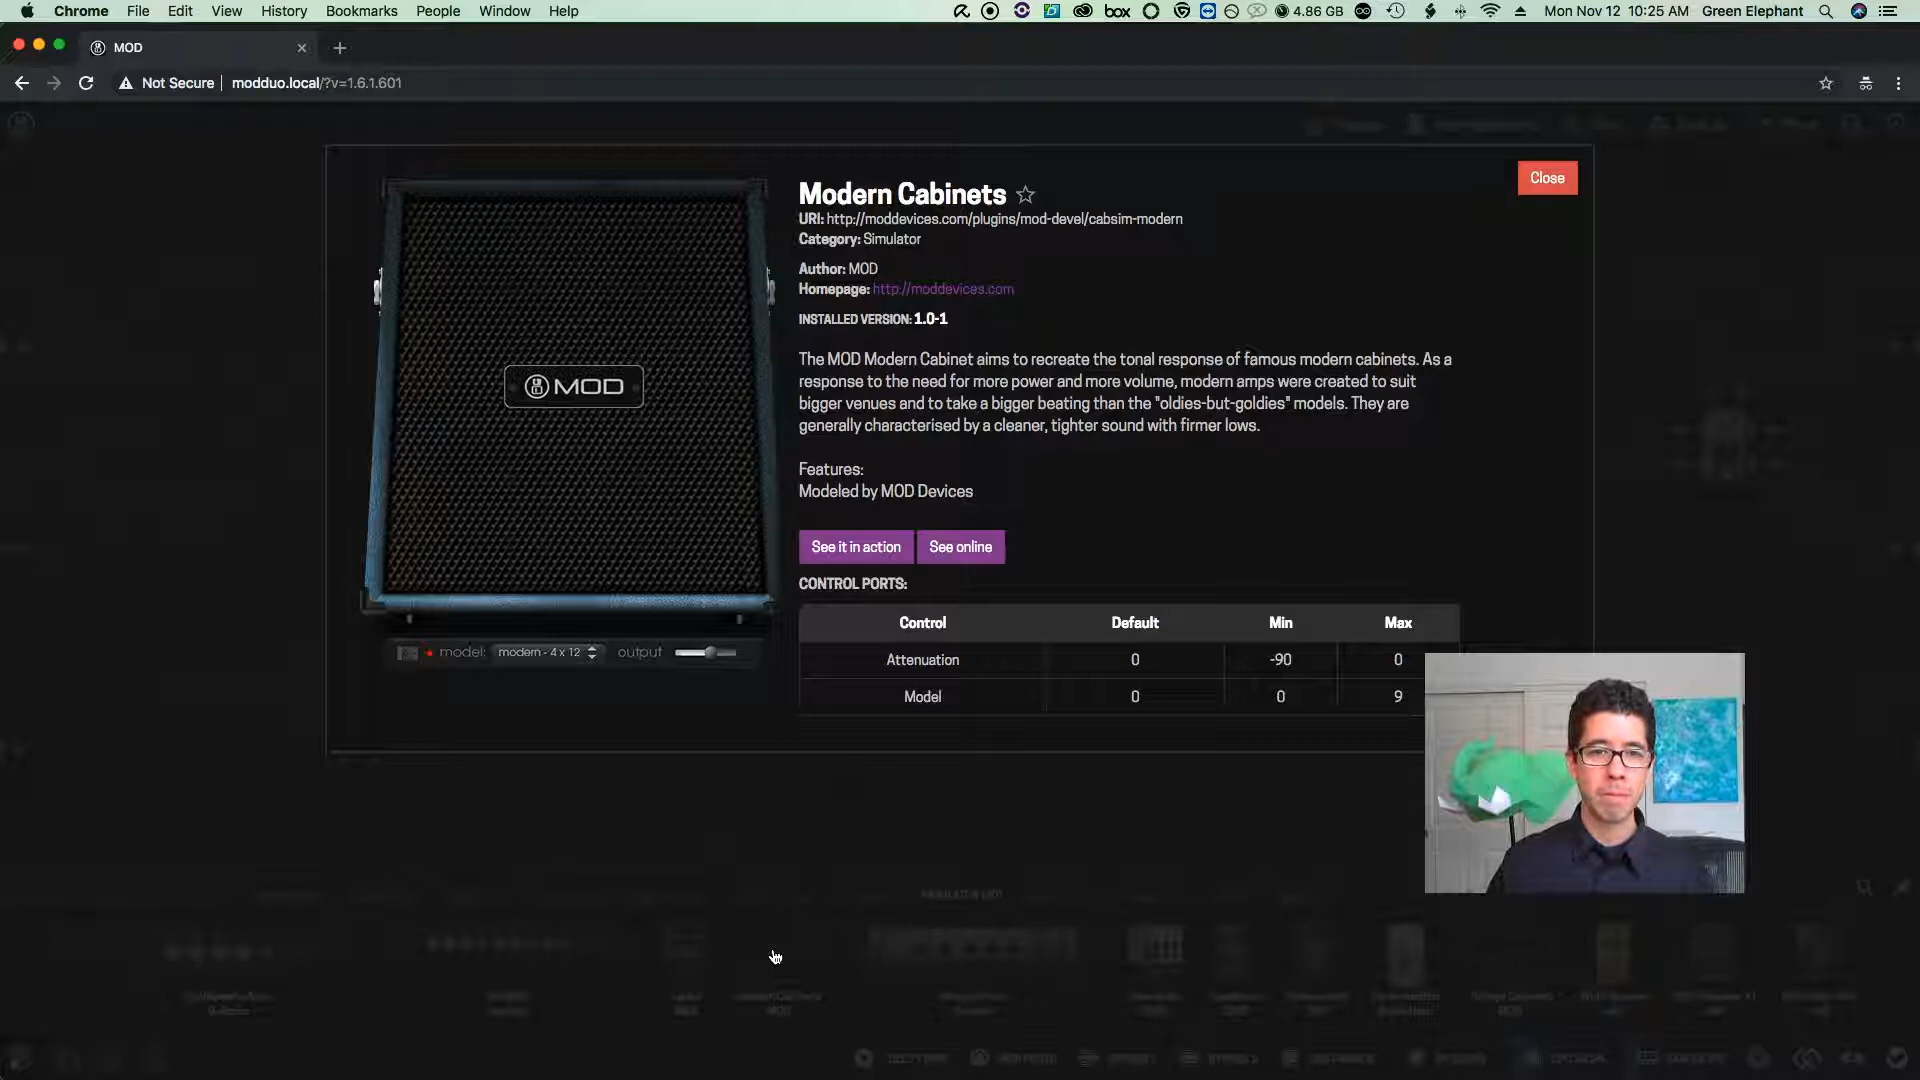 Chrome File Edit View History Bookmarks People Window Help box 4.86 GB Mon Nov 12 10:25 AM Green Elephant
MOD
Not Secure modduo.local/?v=1.6.1.601
Close
Modern Cabinets
URI: http://moddevices.com/plugins/mod-devel/cabsim-modern
Category: Simulator
Author: MOD
Homepage: http://moddevices.com
INSTALLED VERSION: 1.0-1
The MOD Modern Cabinet aims to recreate the tonal response of famous modern cabinets. As a
response to the need for more power and more volume, modern amps were created to suit
bigger venues and to take a bigger beating than the "oldies-but-goldies" models. They are
generally characterised by a cleaner, tighter sound with firmer lows.
MOD
Features:
Modeled by MOD Devices
See it in action See online
CONTROL PORTS:
Control Default Min Max
Attenuation 0 -90 0
Model 0 0 9
model: modern - 4 x 12 output